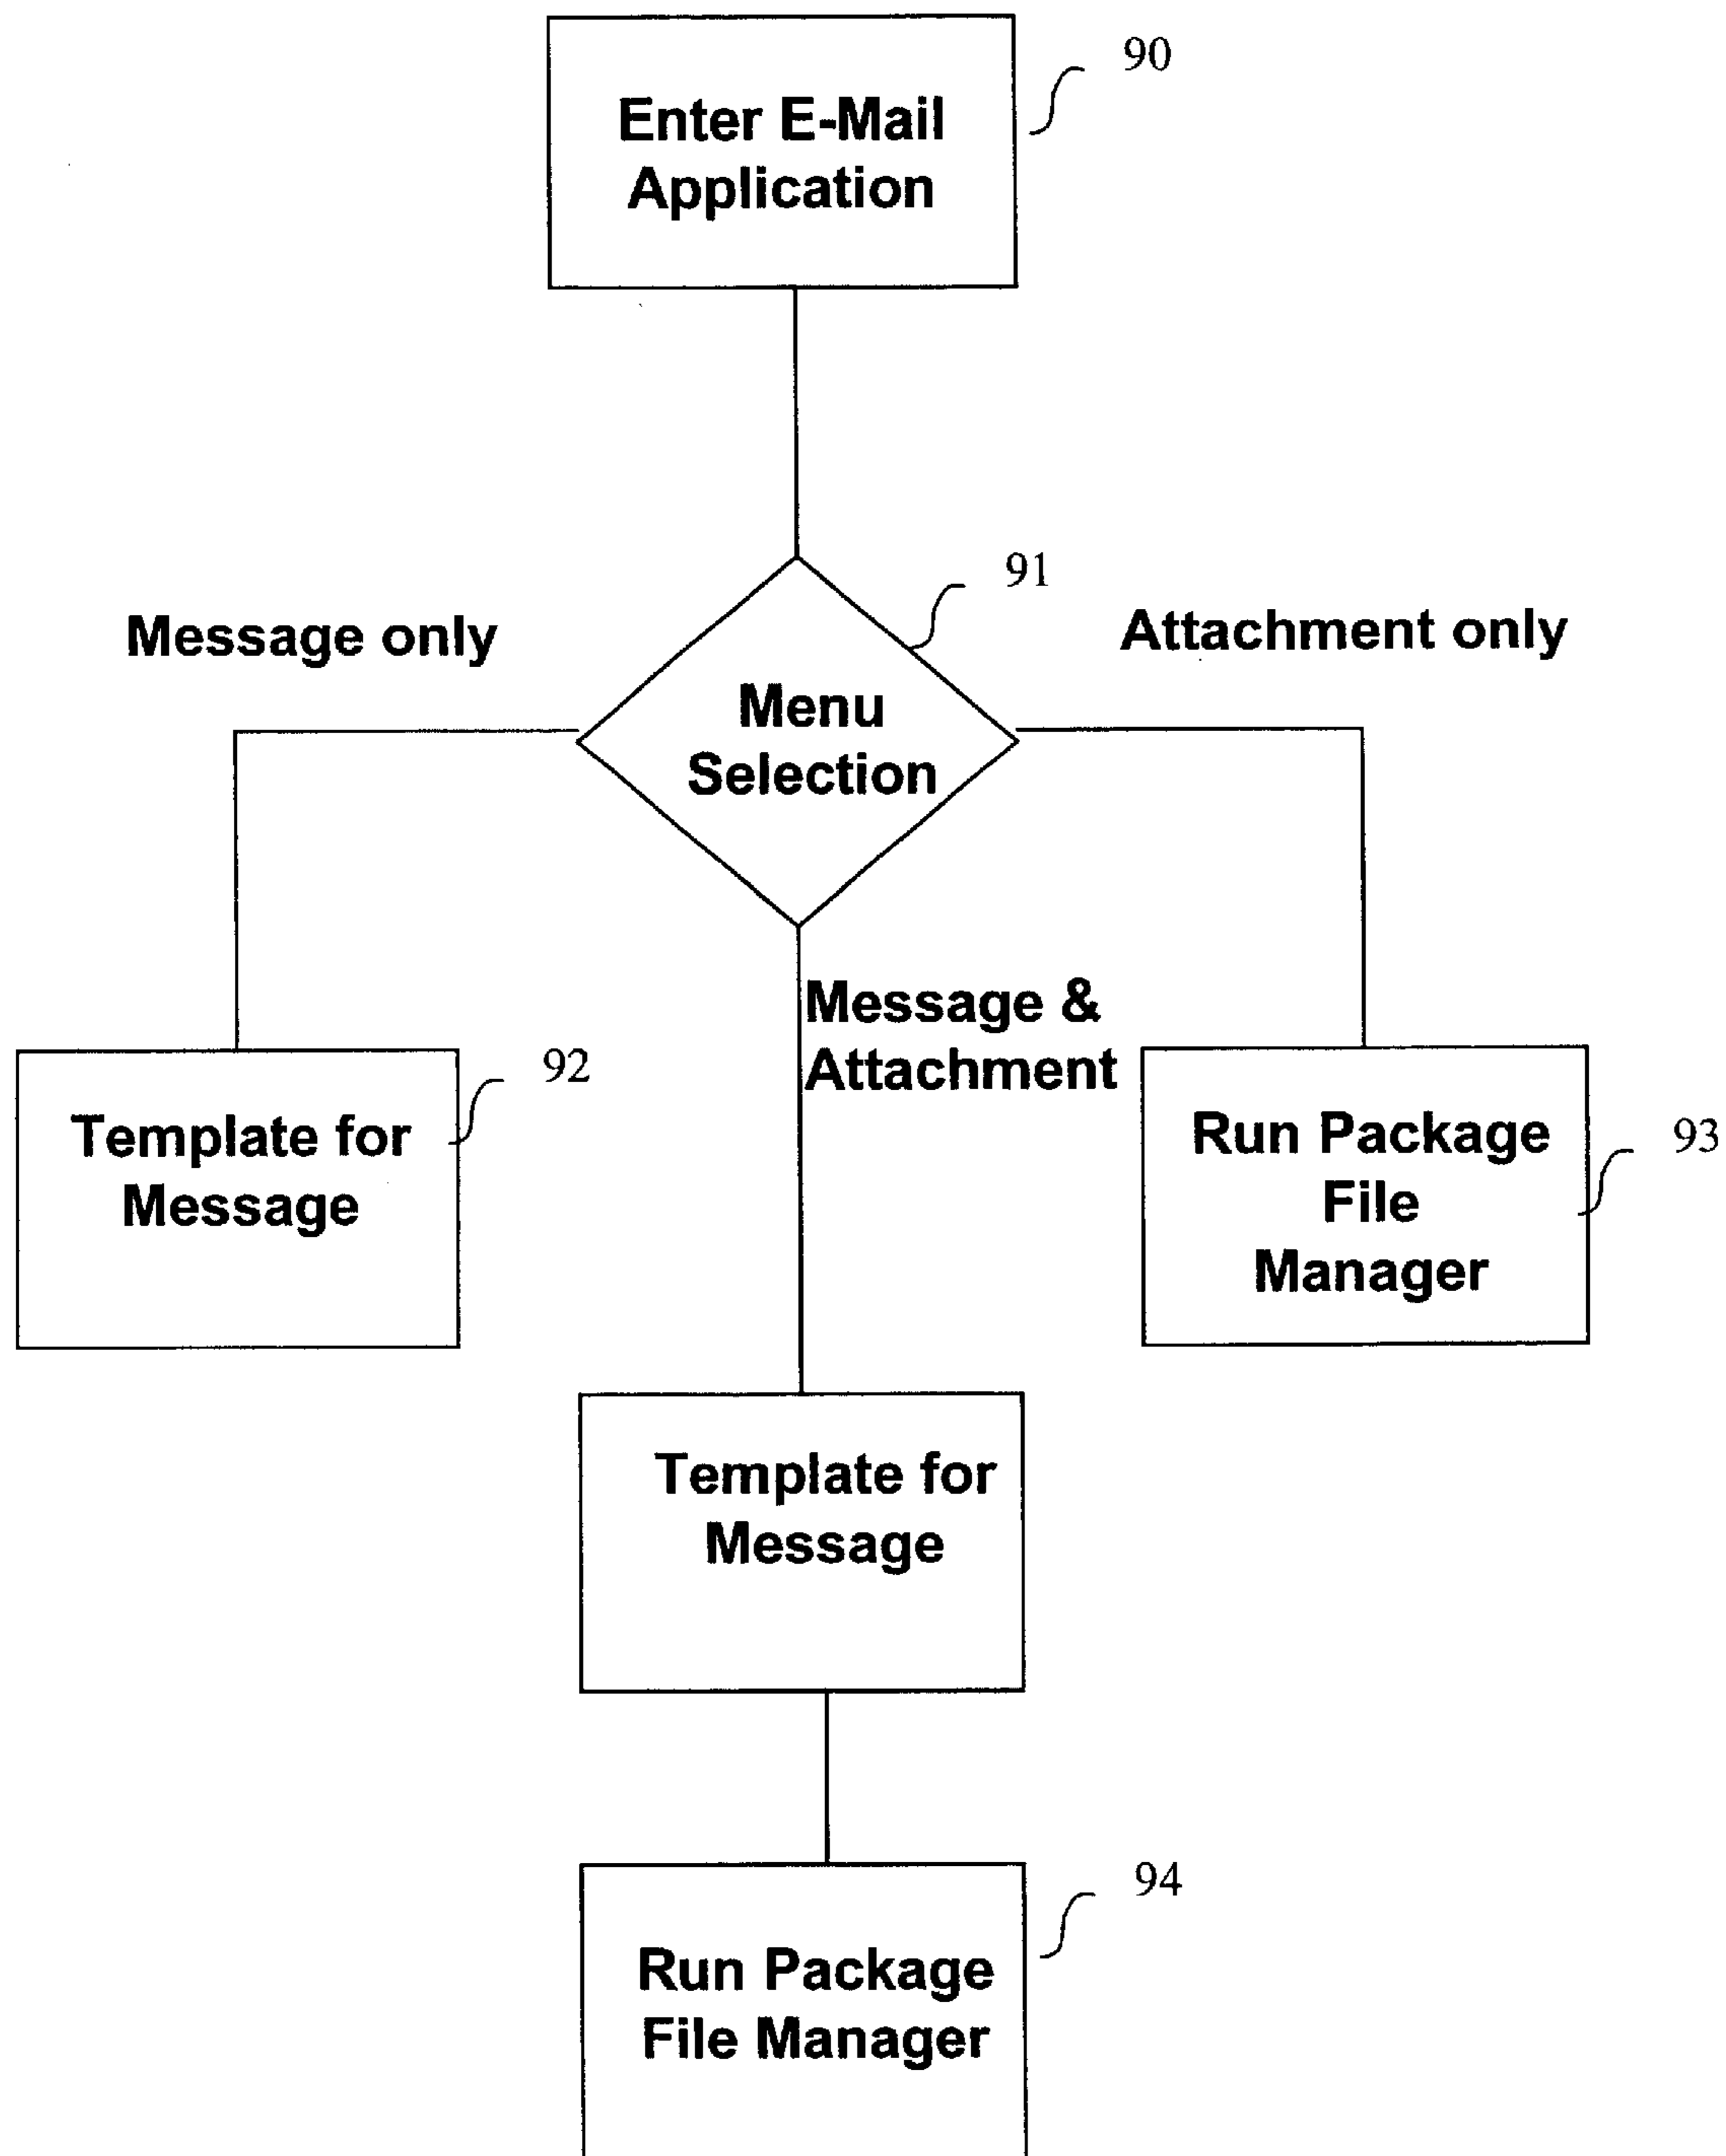 90
Enter E-Mail
Application
91
Message only
Attachment only
Menu
Selection
Message &
Attachment
92
Template for
Message
93
Run Package
File
Manager
Template for
Message
94
Run Package
File Manager